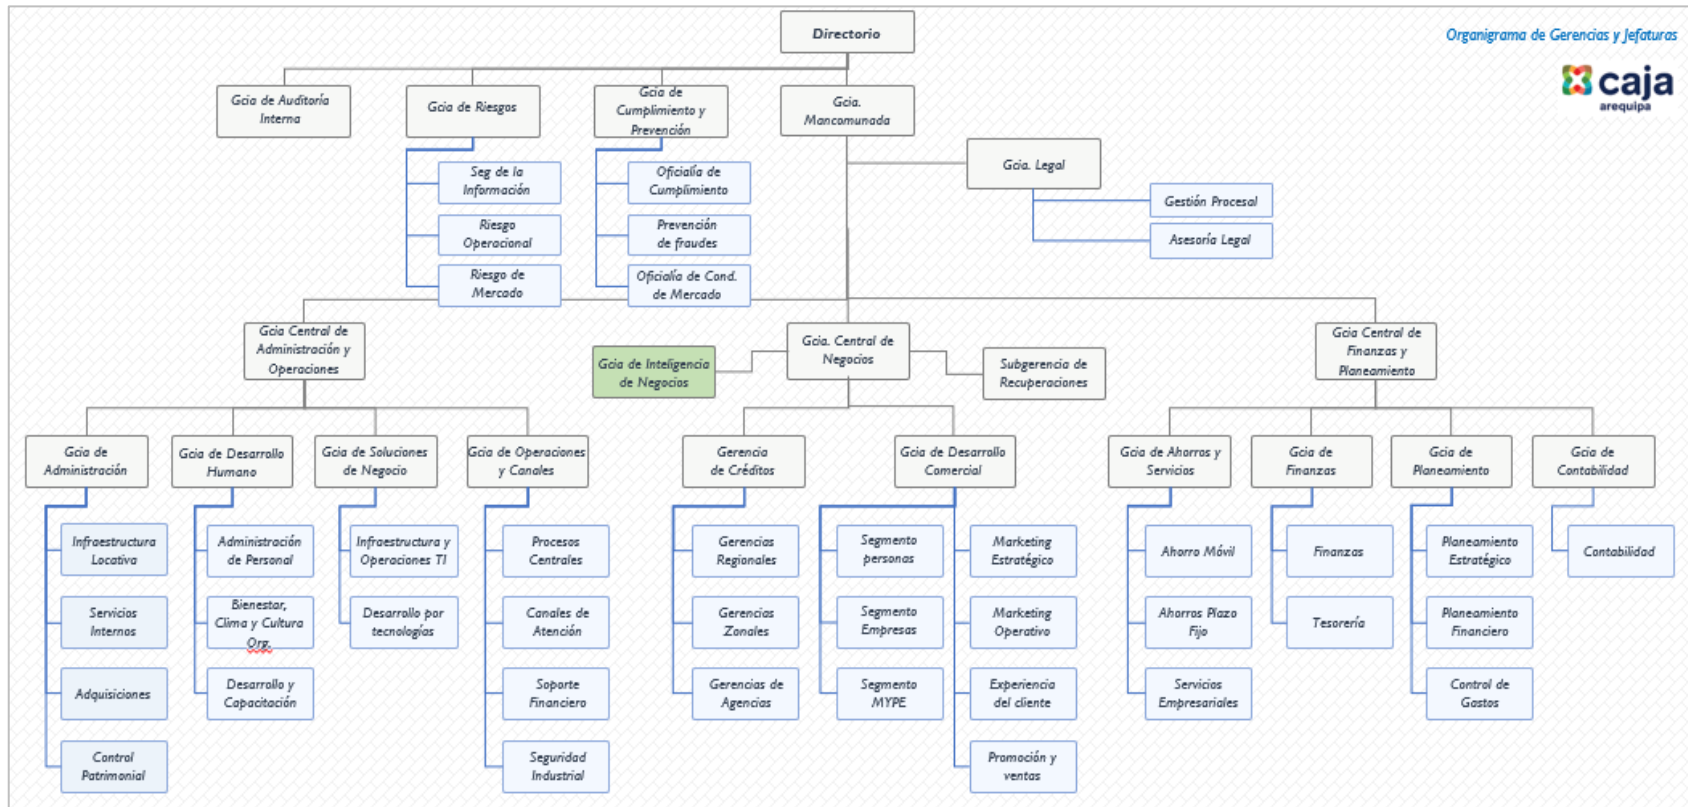 Directorio
Organigrama de Gerencias y Jefaturas
caja
arequipa
Gcia de Auditoría
Interna
Gcia de Riesgos
Gcia de
Cumplimiento y
Prevención
Gcia.
Mancomunada
Gcia. Legal
Seg de la
Información
Oficialía de
Cumplimiento
Gestión Procesal
Riesgo
Operacional
Prevención
de fraudes
Asesoría Legal
Riesgo de
Mercado
Oficialía de Cond.
de Mercado
Gcia Central de
Administración y
Operaciones
Gcia de Inteligencia
de Negocios
Gcia. Central de
Negocios
Subgerencia de
Recuperaciones
Gcia Central de
Finanzas y
Planeamiento
Gcia de
Administración
Gcia de Desarrollo
Humano
Gcia de Soluciones
de Negocio
Gcia de Operaciones
y Canales
Gerencia
de Créditos
Gcia de Desarrollo
Comercial
Gcia de Ahorros y
Servicios
Gcia de
Finanzas
Gcia de
Planeamiento
Gcia de
Contabilidad
Infraestructura
Locativa
Administración
de Personal
Infraestructura y
Operaciones TI
Procesos
Centrales
Gerencias
Regionales
Segmento
personas
Marketing
Estratégico
Ahorro Móvil
Finanzas
Planeamiento
Estratégico
Contabilidad
Servicios
Internos
Bienestar,
Clima y Cultura
Org.
Desarrollo por
tecnologías
Canales de
Atención
Gerencias
Zonales
Segmento
Empresas
Marketing
Operativo
Ahorros Plazo
Fijo
Tesorería
Planeamiento
Financiero
Adquisiciones
Desarrollo y
Capacitación
Soporte
Financiero
Gerencias de
Agencias
Segmento
MYPE
Experiencia
del cliente
Servicios
Empresariales
Control de
Gastos
Control
Patrimonial
Seguridad
Industrial
Promoción y
ventas